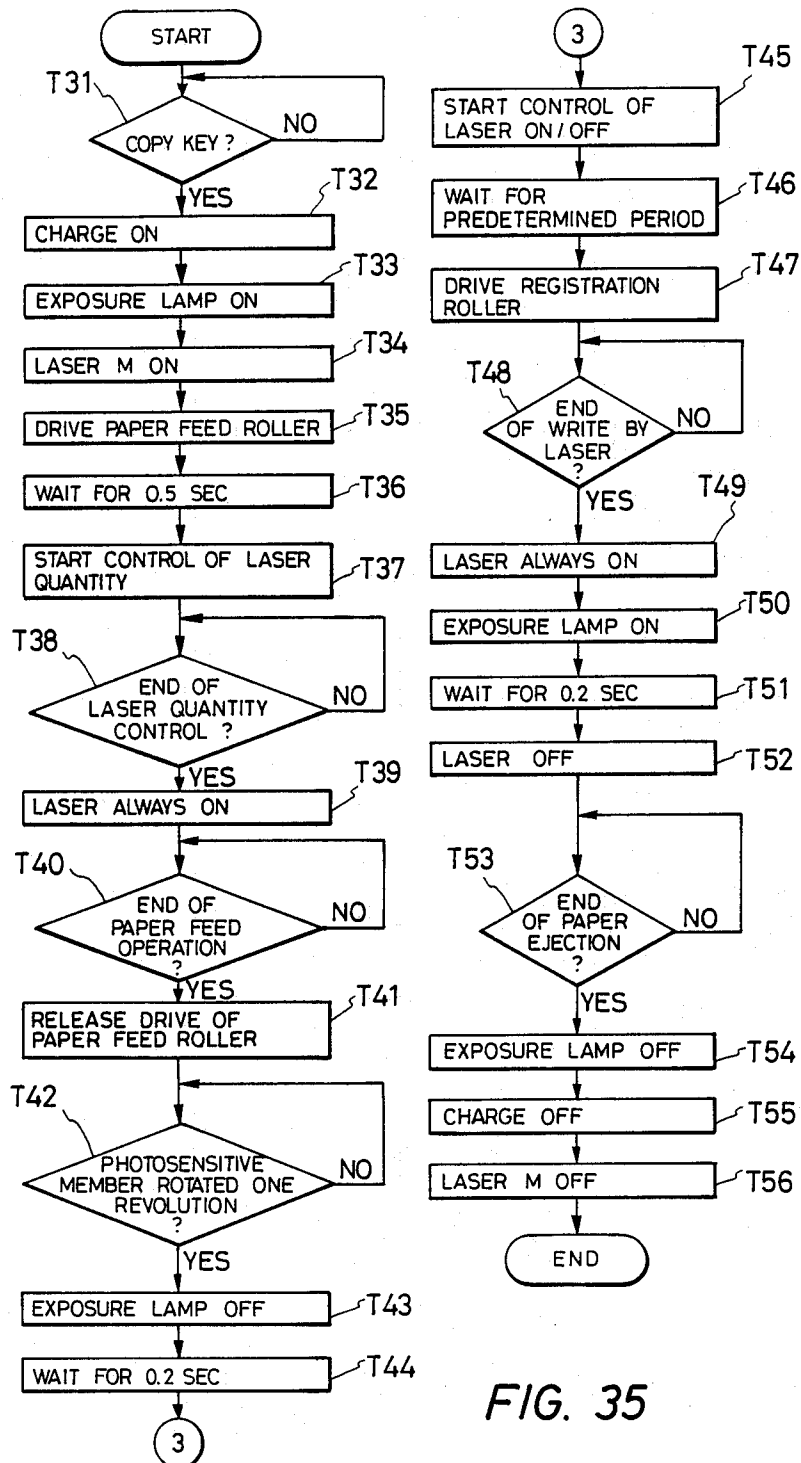 START
T31
COPY KEY ?
NO
YES
T32
CHARGE ON
T33
EXPOSURE LAMP ON
T34
LASER M ON
T35
DRIVE PAPER FEED ROLLER
T36
WAIT FOR 0.5 SEC
T37
START CONTROL OF LASER
QUANTITY
T38
END OF
LASER QUANTITY
CONTROL ?
NO
YES
T39
LASER ALWAYS ON
T40
END OF
PAPER FEED
OPERATION
?
NO
YES
T41
RELEASE DRIVE OF
PAPER FEED ROLLER
T42
PHOTOSENSITIVE
MEMBER ROTATED ONE
REVOLUTION
?
NO
YES
T43
EXPOSURE LAMP OFF
T44
WAIT FOR 0.2 SEC
3
3
T45
START CONTROL OF
LASER ON/OFF
T46
WAIT FOR
PREDETERMINED PERIOD
T47
DRIVE REGISTRATION
ROLLER
T48
END
OF WRITE BY
LASER
?
NO
YES
T49
LASER ALWAYS ON
T50
EXPOSURE LAMP ON
T51
WAIT FOR 0.2 SEC
T52
LASER OFF
T53
END
OF PAPER
EJECTION
?
NO
YES
T54
EXPOSURE LAMP OFF
T55
CHARGE OFF
T56
LASER M OFF
END
FIG. 35